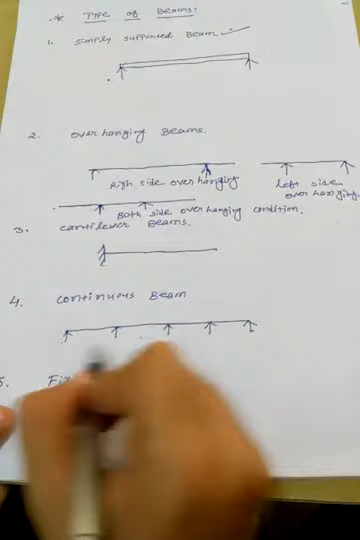 * Type of Beams:
1. Simply supported Beam
2. over hanging Beams.
Righ side over hanging
Left side over hanging
Both side over hanging condition.
3. cantilever Beams.
4. continuous Beam
5. Fi